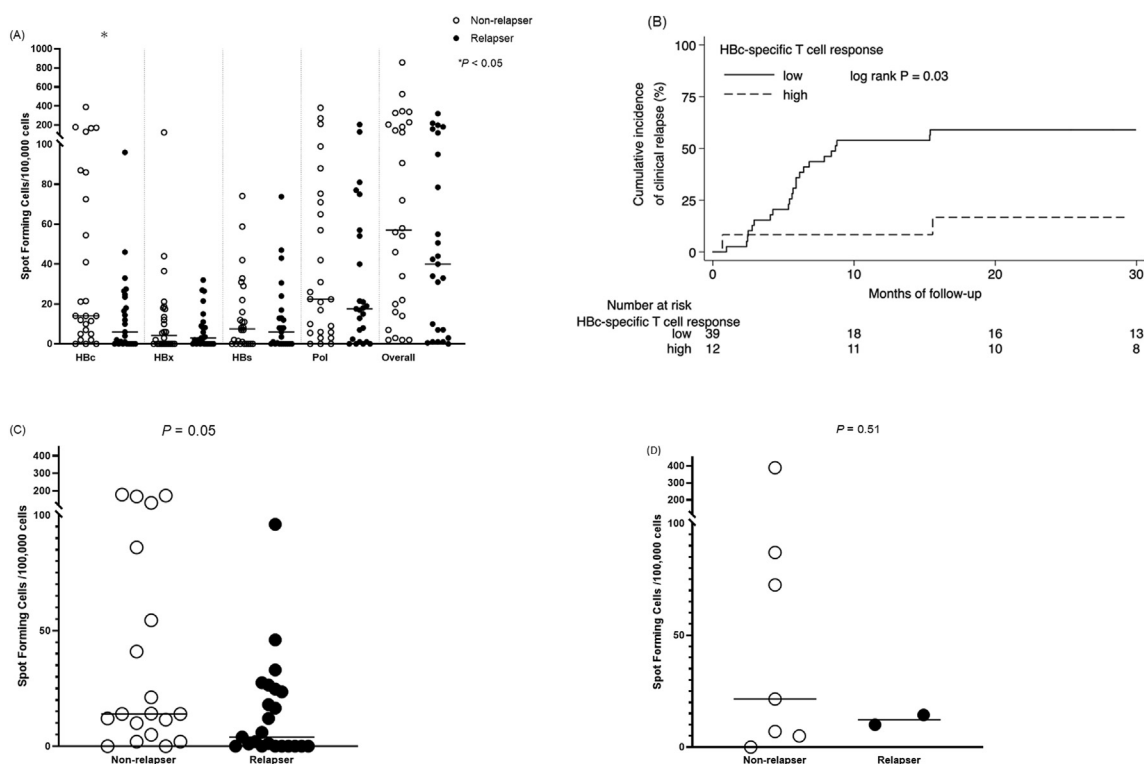 (A)
*
Non-relapser
Relapser
*P < 0.05
Spot Forming Cells/100,000 cells
1000
800
600
400
200
100
80
60
40
20
0
HBc HBx HBs Pol Overall
(B)
Cumulative incidence
of clinical relapse (%)
100
75
50
25
0
HBc-specific T cell response
low log rank P = 0.03
high
0 10 20 30
Months of follow-up
Number at risk
HBc-specific T cell response
low 39 18 16 13
high 12 11 10 8
(C)
P = 0.05
Spot Forming Cells /100,000 cells
400
300
200
100
50
0
Non-relapser Relapser
(D)
P = 0.51
Spot Forming Cells /100,000 cells
400
300
200
100
50
0
Non-relapser Relapser